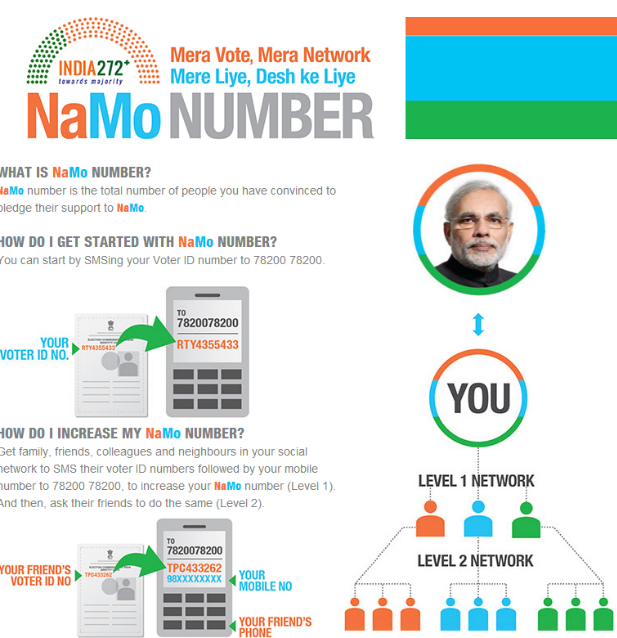 INDIA272+
towards majority
Mera Vote, Mera Network
Mere Liye, Desh ke Liye
NaMo NUMBER
WHAT IS NaMo NUMBER?
NaMo number is the total number of people you have convinced to
pledge their support to NaMo.
HOW DO I GET STARTED WITH NaMo NUMBER?
You can start by SMSing your Voter ID number to 78200 78200.
YOUR
VOTER ID NO.
RTY4355433
TO
7820078200
RTY4355433
HOW DO I INCREASE MY NaMo NUMBER?
Get family, friends, colleagues and neighbours in your social
network to SMS their voter ID numbers followed by your mobile
number to 78200 78200, to increase your NaMo number (Level 1).
And then, ask their friends to do the same (Level 2).
YOUR FRIEND'S
VOTER ID NO
TPC433262
TO
7820078200
TPC433262
98XXXXXXXX
YOUR
MOBILE NO
YOUR FRIEND'S
PHONE
YOU
LEVEL 1 NETWORK
LEVEL 2 NETWORK